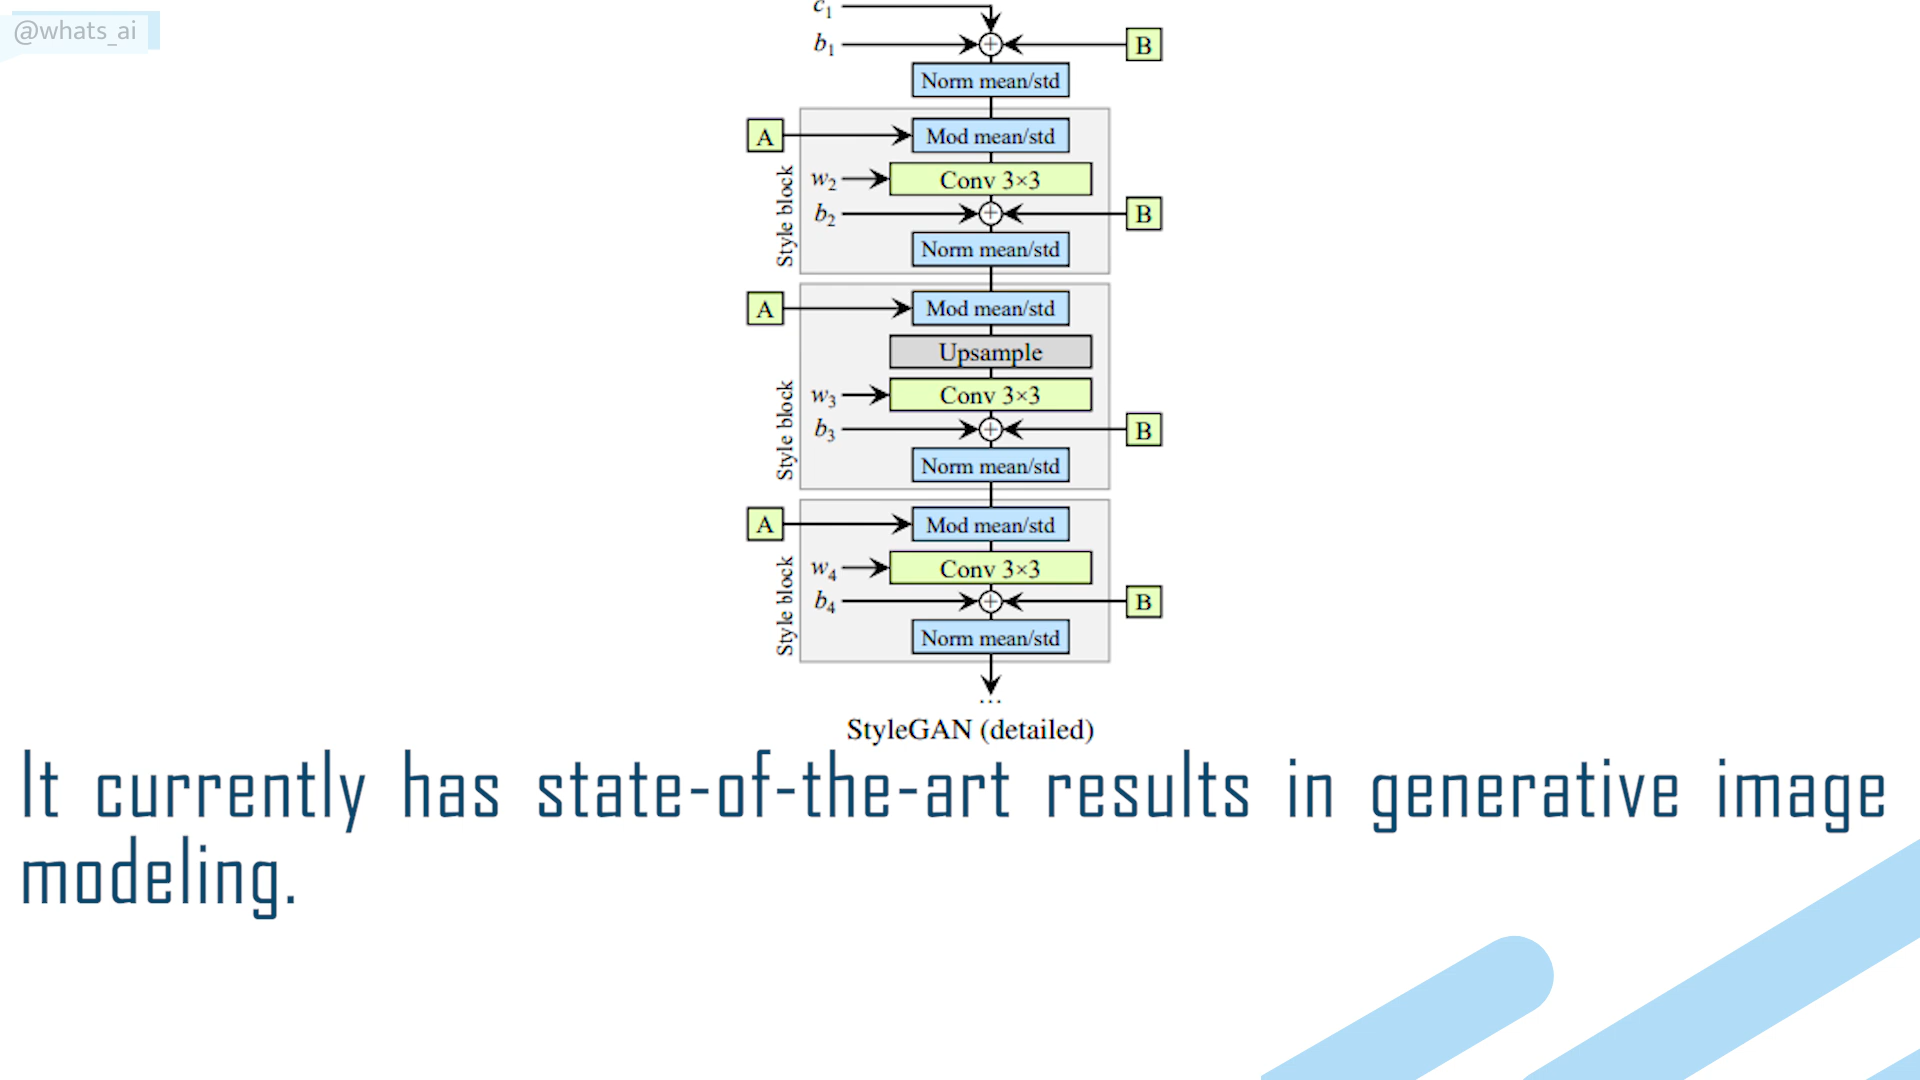 @whats_ai
c1
b1
B
Norm mean/std
A
Mod mean/std
Style block
w2
Conv 3×3
b2
B
Norm mean/std
A
Mod mean/std
Upsample
Style block
w3
Conv 3×3
b3
B
Norm mean/std
A
Mod mean/std
Style block
w4
Conv 3×3
b4
B
Norm mean/std
...
StyleGAN (detailed)
It currently has state-of-the-art results in generative image
modeling.